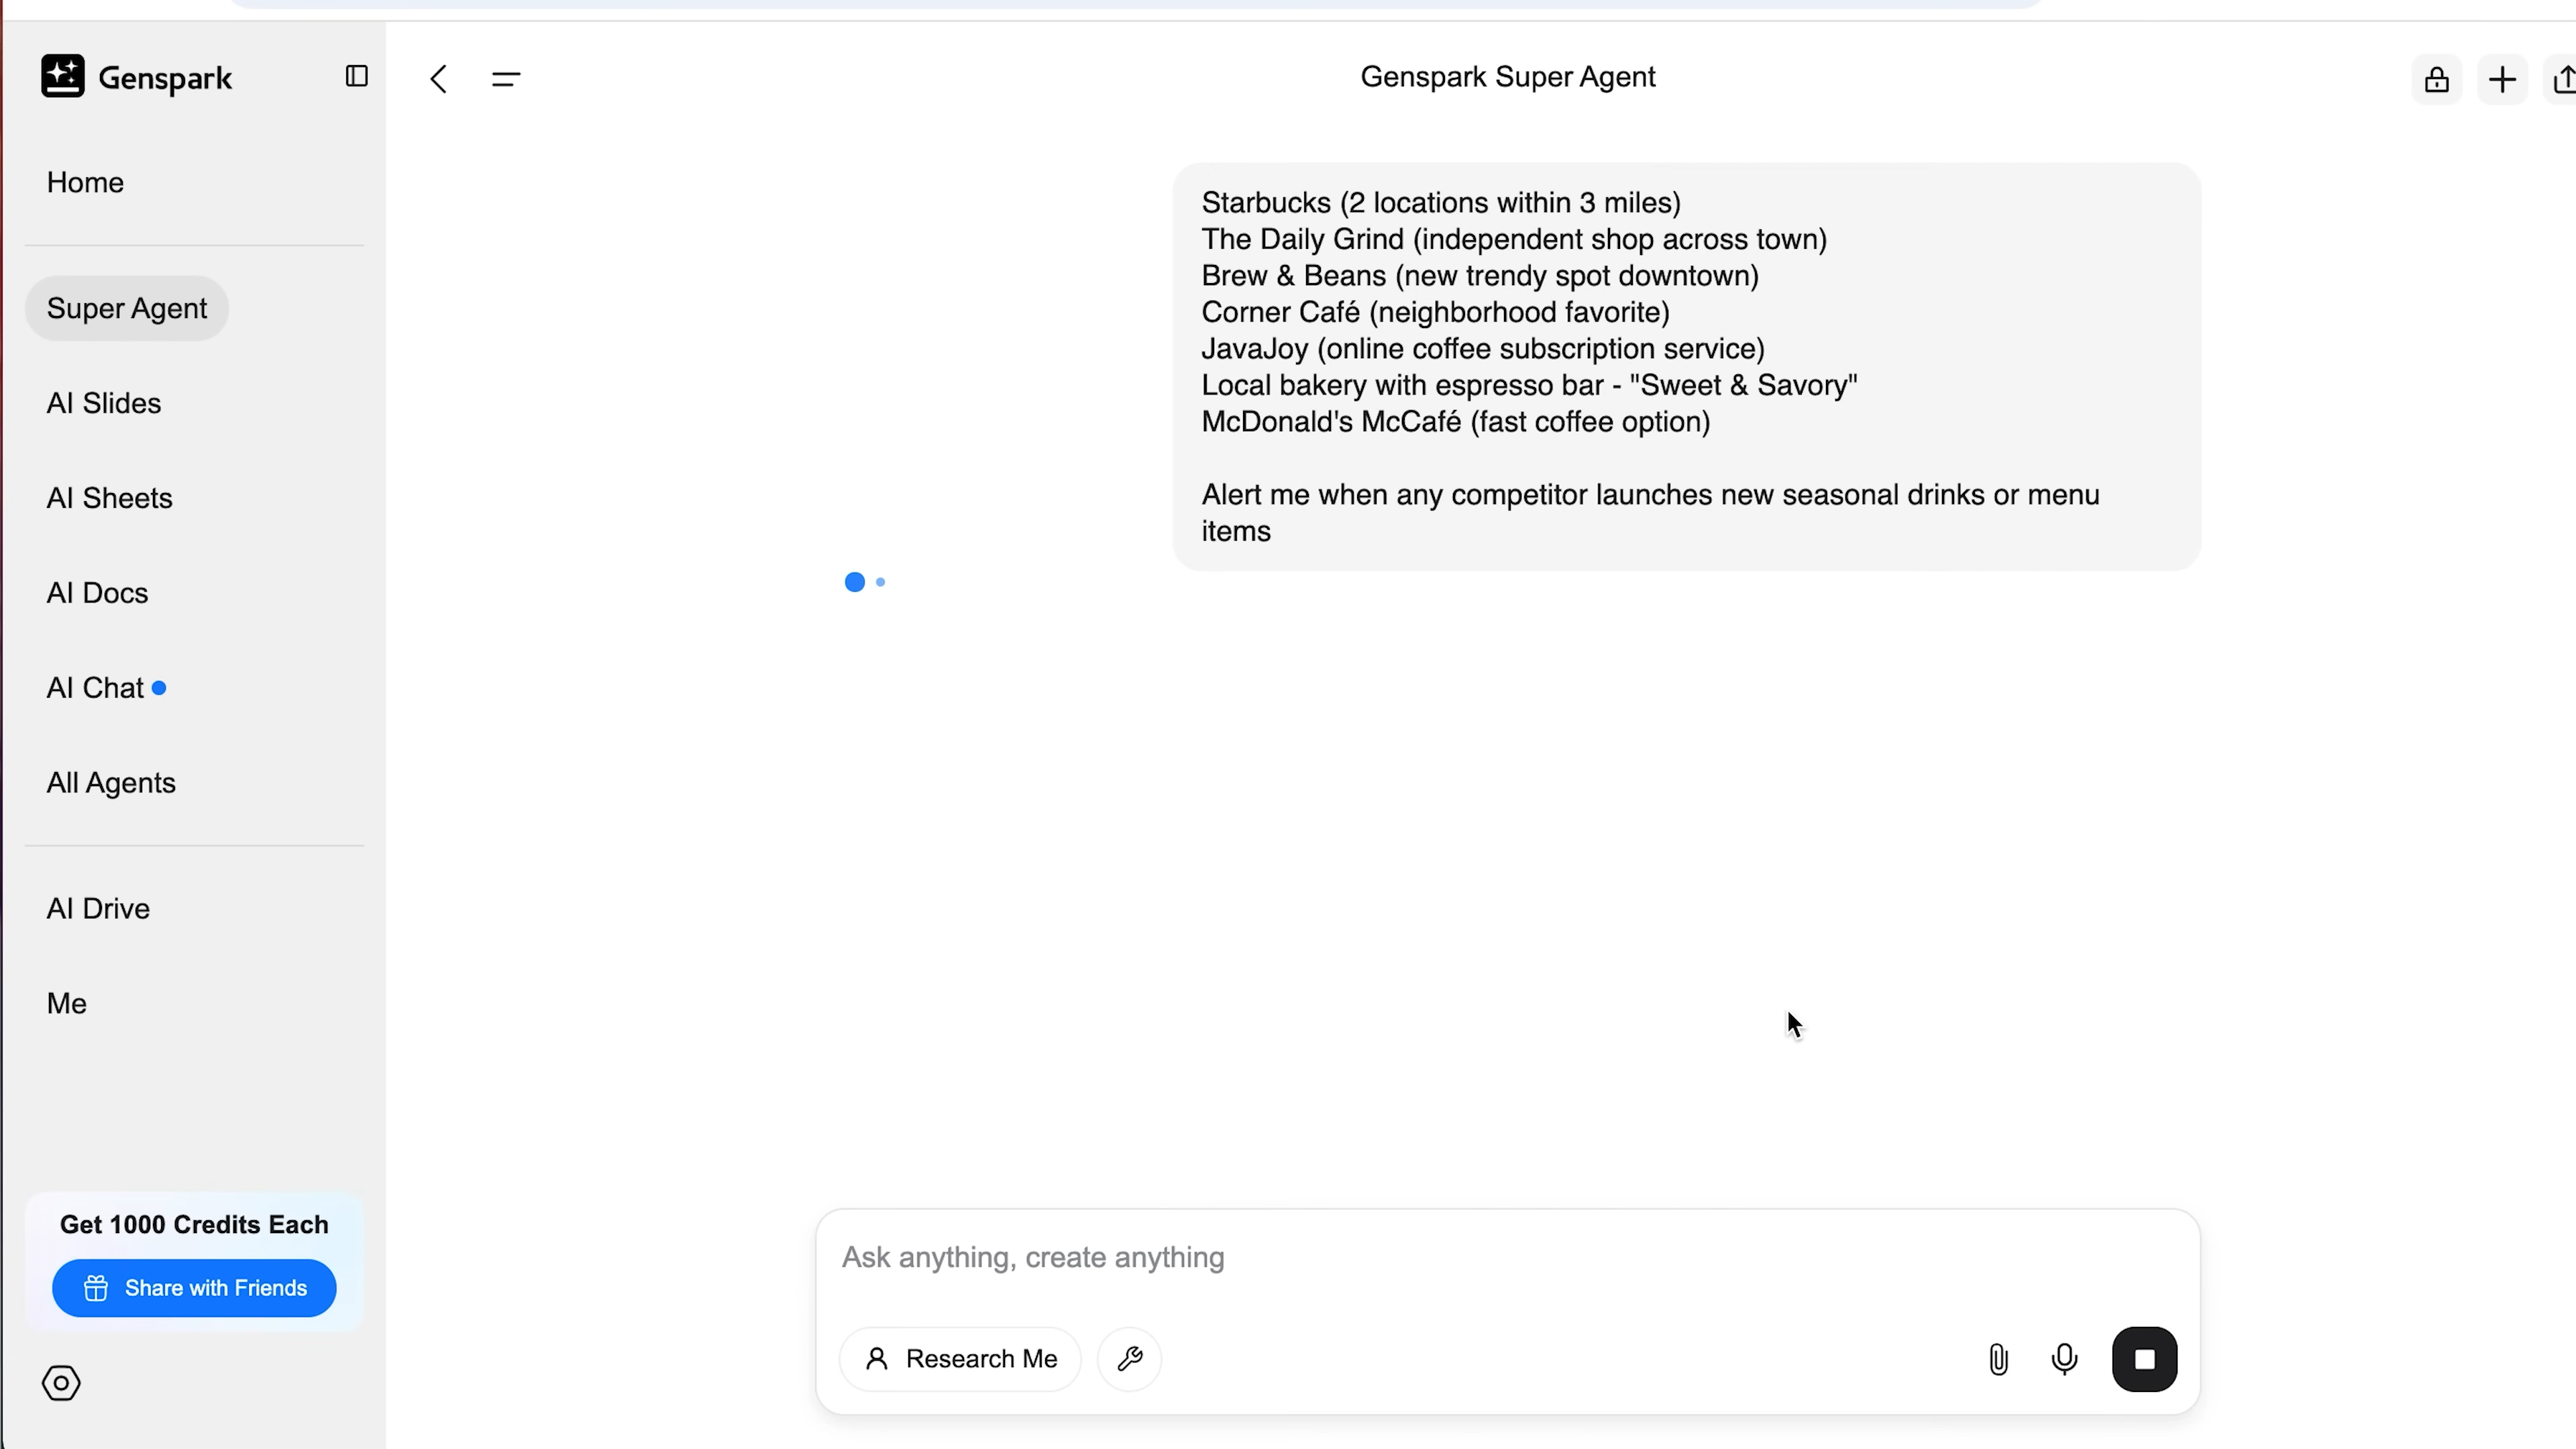 Genspark
Home
Super Agent
AI Slides
AI Sheets
AI Docs
AI Chat
All Agents
AI Drive
Me
Get 1000 Credits Each
Share with Friends
Genspark Super Agent
Starbucks (2 locations within 3 miles)
The Daily Grind (independent shop across town)
Brew & Beans (new trendy spot downtown)
Corner Café (neighborhood favorite)
JavaJoy (online coffee subscription service)
Local bakery with espresso bar - "Sweet & Savory"
McDonald's McCafé (fast coffee option)
Alert me when any competitor launches new seasonal drinks or menu
items
Ask anything, create anything
Research Me